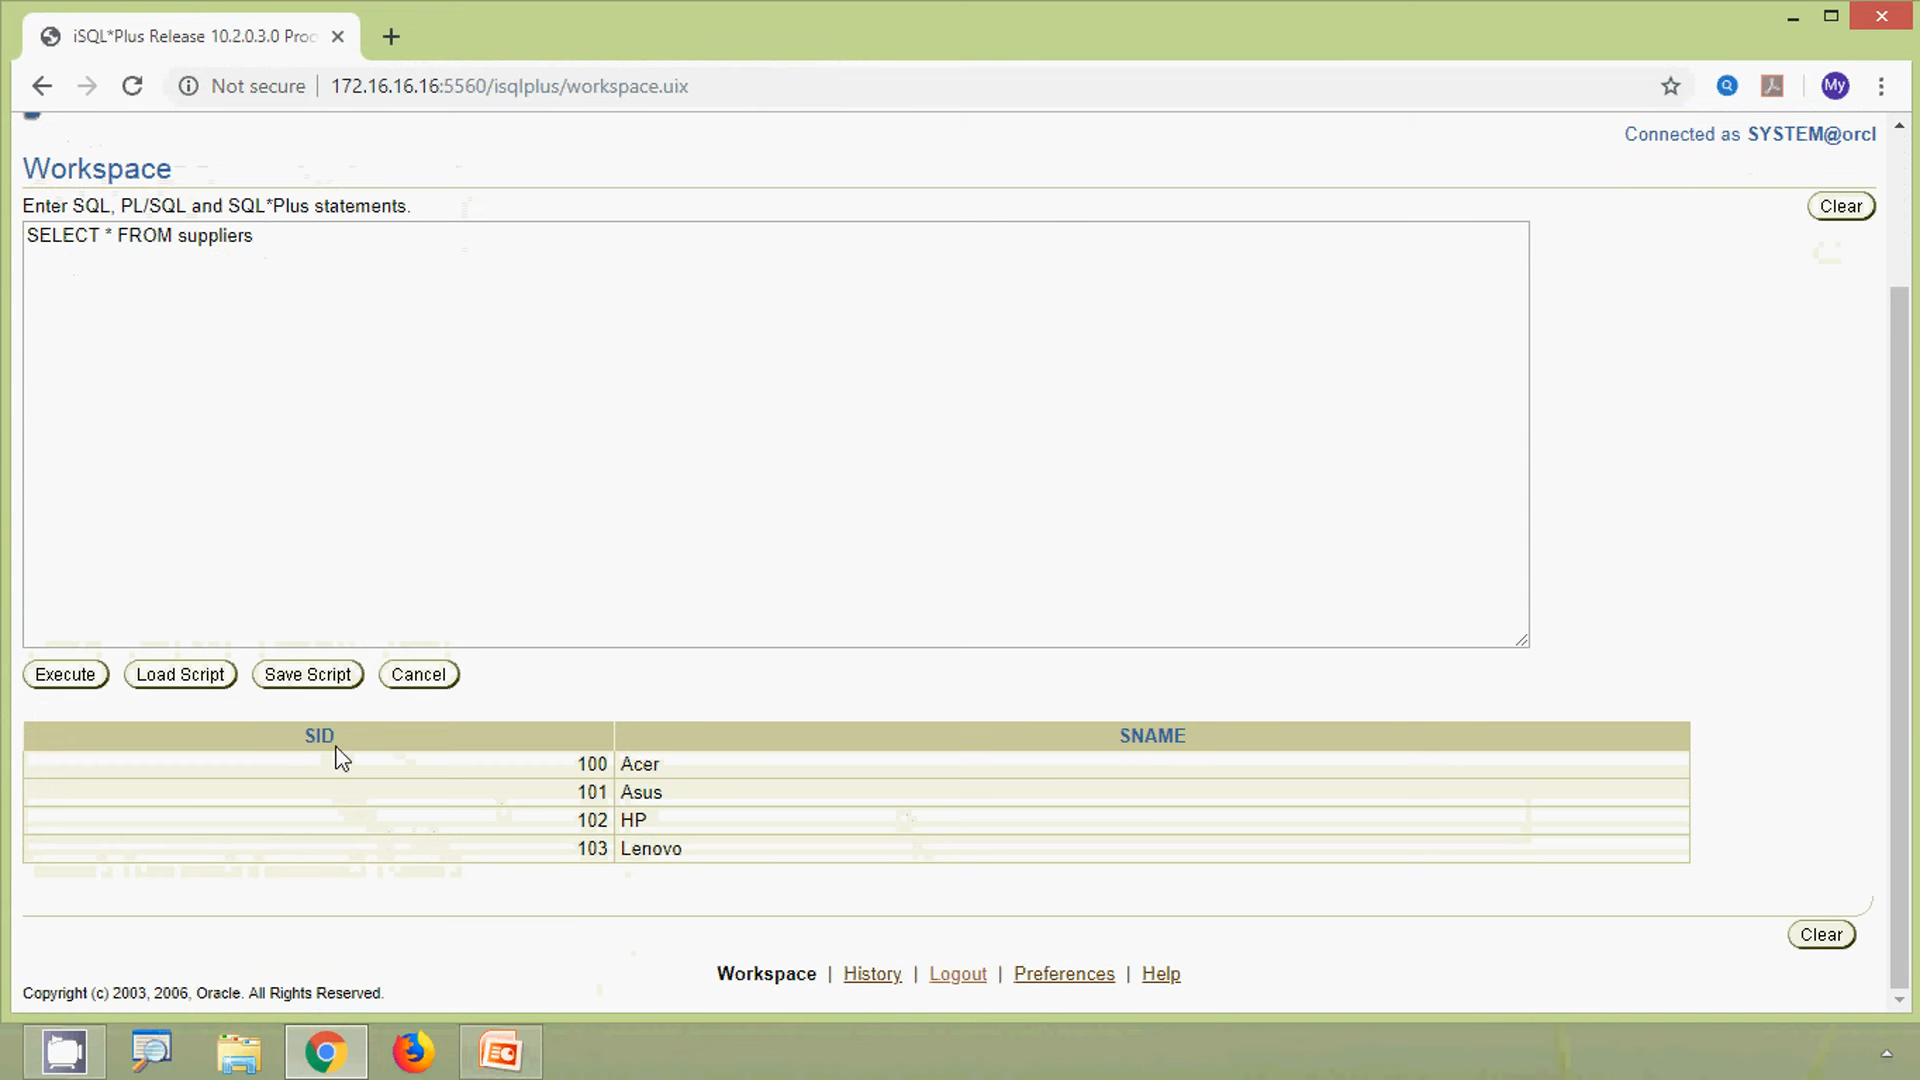 iSQL*Plus Release 10.2.0.3.0 Proc
Not secure | 172.16.16.16:5560/isqlplus/workspace.uix
My
Connected as SYSTEM@orcl
Workspace
Enter SQL, PL/SQL and SQL*Plus statements.
Clear
SELECT * FROM suppliers
Execute Load Script Save Script Cancel
SID SNAME
100 Acer
101 Asus
102 HP
103 Lenovo
Clear
Workspace | History | Logout | Preferences | Help
Copyright (c) 2003, 2006, Oracle. All Rights Reserved.